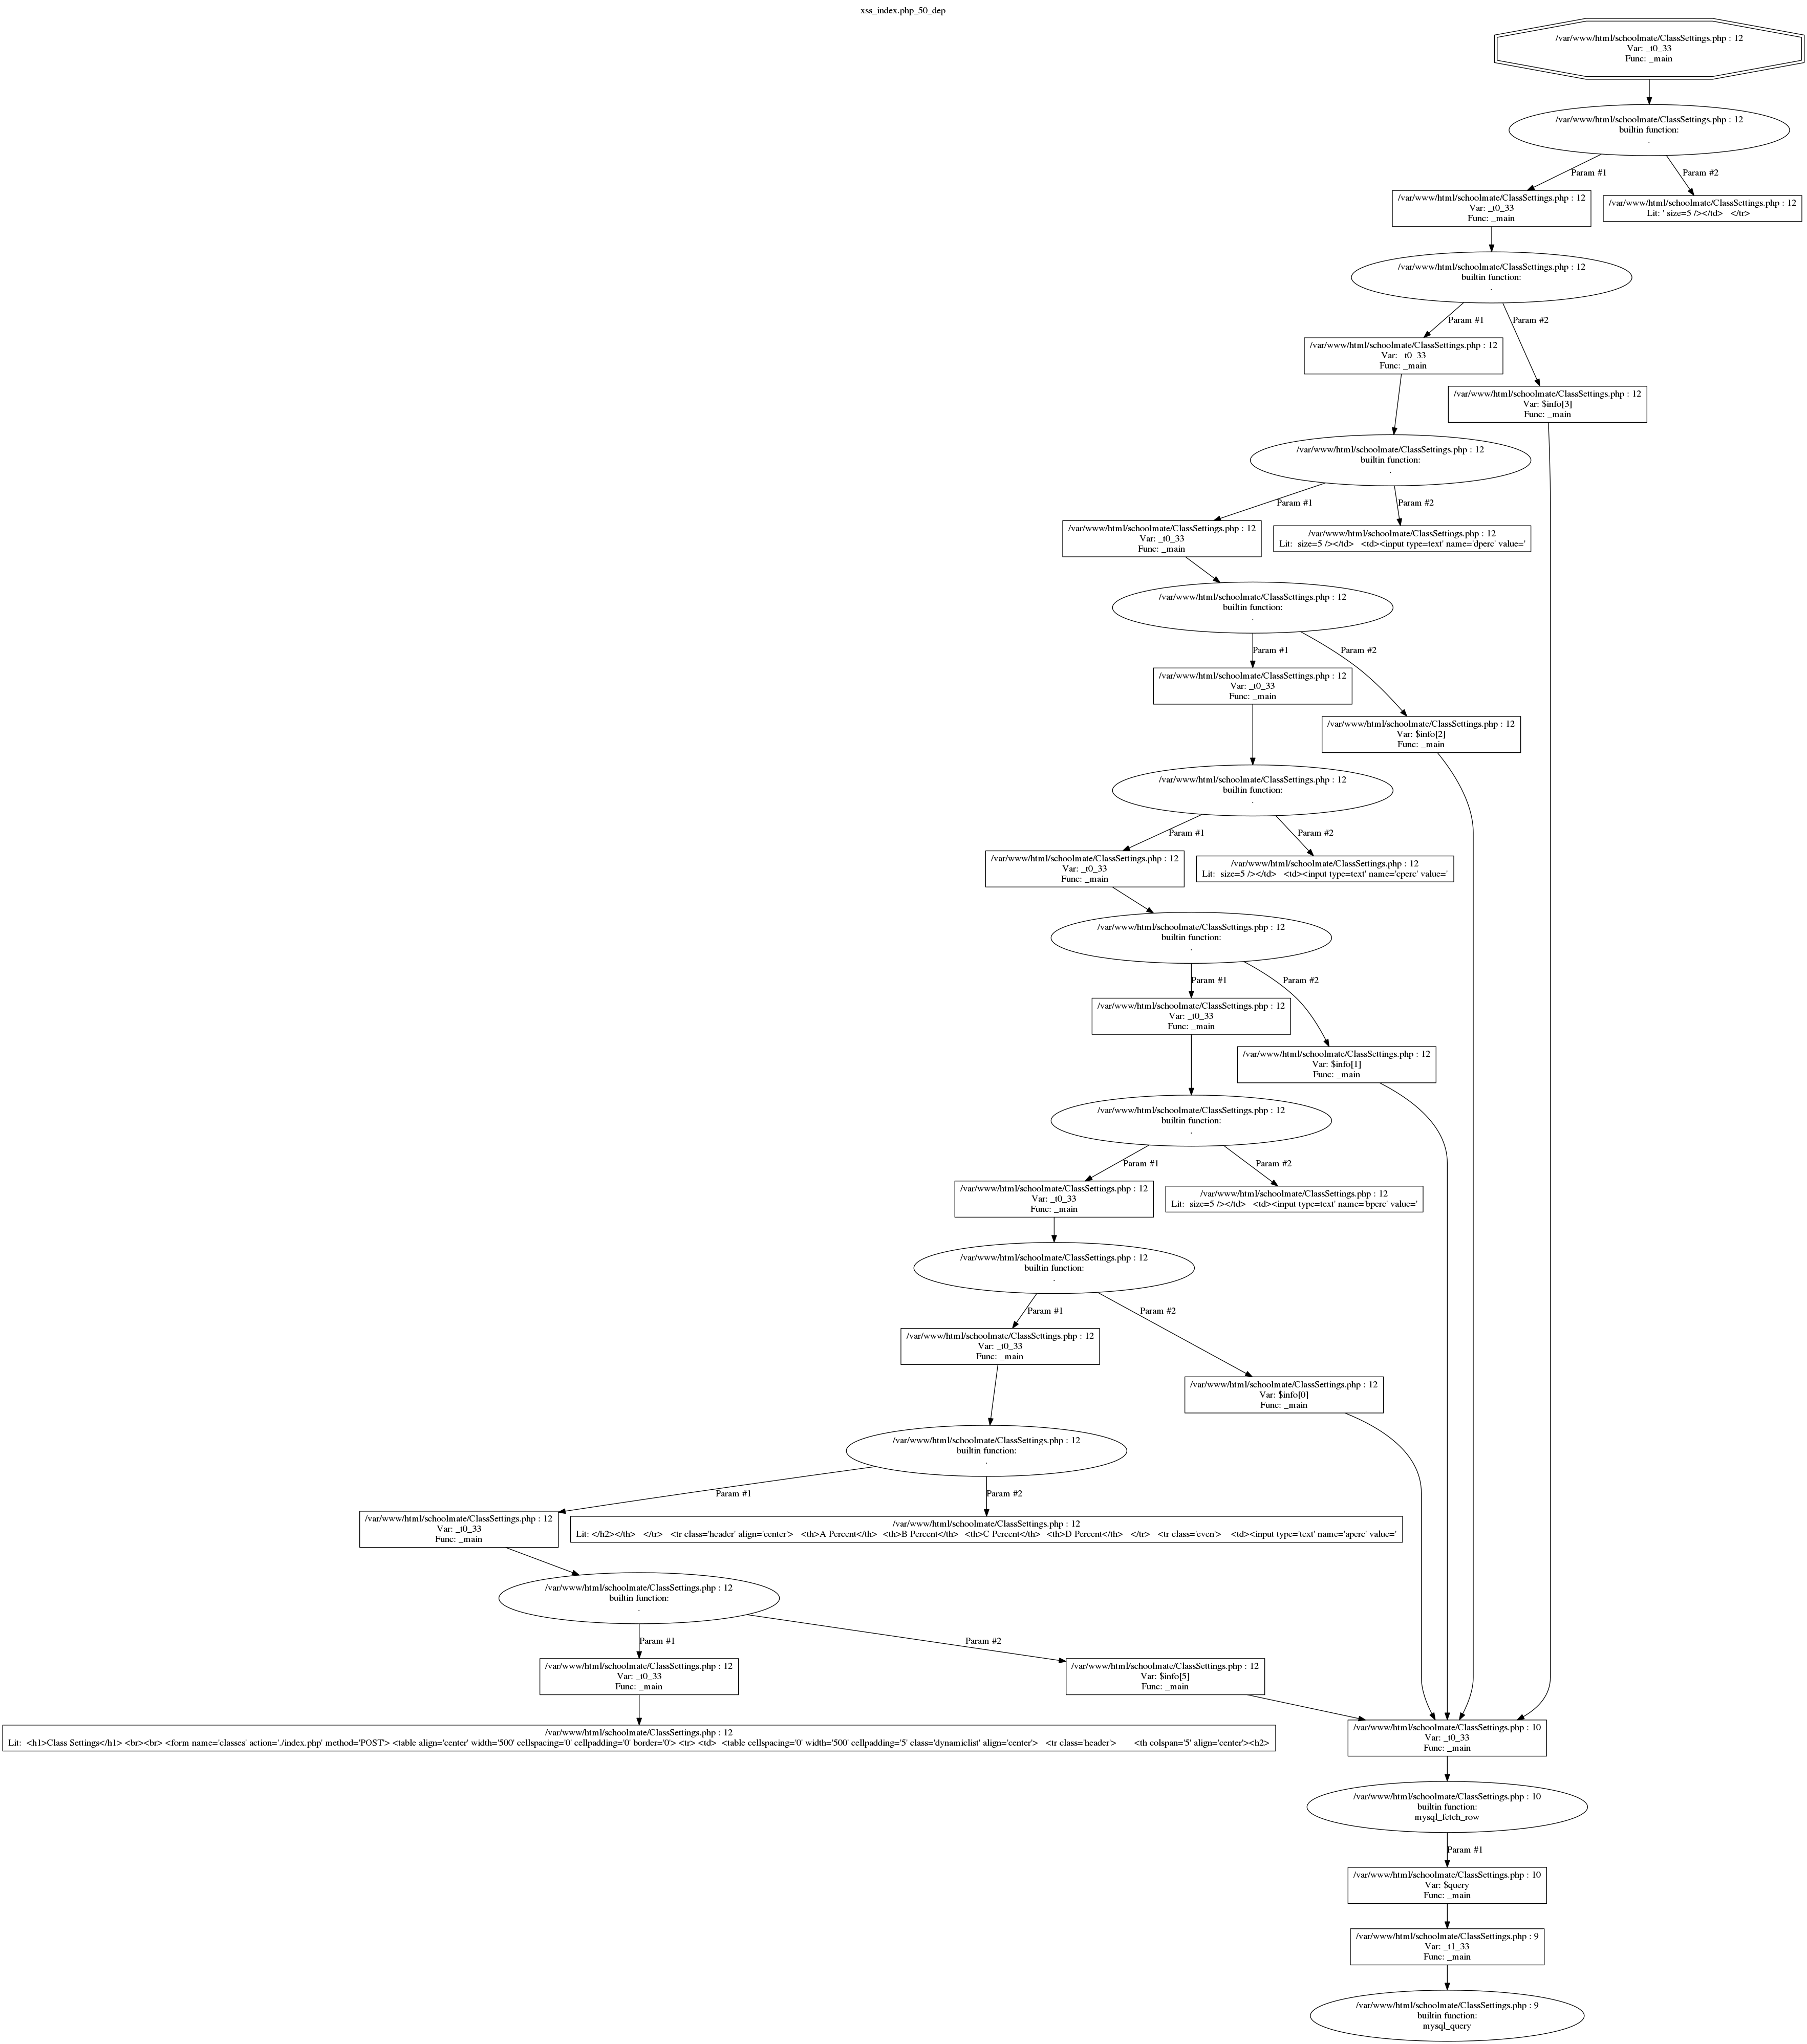 xss_index.php_50_dep
/var/www/html/schoolmate/ClassSettings.php : 12
Var: _t0_33
Func: _main
/var/www/html/schoolmate/ClassSettings.php : 12
builtin function:
.
Param #1
Param #2
/var/www/html/schoolmate/ClassSettings.php : 12
Var: _t0_33
Func: _main
/var/www/html/schoolmate/ClassSettings.php : 12
Lit: ' size=5 /></td>   </tr>
/var/www/html/schoolmate/ClassSettings.php : 12
builtin function:
.
Param #1
Param #2
/var/www/html/schoolmate/ClassSettings.php : 12
Var: _t0_33
Func: _main
/var/www/html/schoolmate/ClassSettings.php : 12
Var: $info[3]
Func: _main
/var/www/html/schoolmate/ClassSettings.php : 12
builtin function:
.
Param #1
Param #2
/var/www/html/schoolmate/ClassSettings.php : 12
Var: _t0_33
Func: _main
/var/www/html/schoolmate/ClassSettings.php : 12
Lit:  size=5 /></td>   <td><input type=text' name='dperc' value='
/var/www/html/schoolmate/ClassSettings.php : 12
builtin function:
.
Param #1
Param #2
/var/www/html/schoolmate/ClassSettings.php : 12
Var: _t0_33
Func: _main
/var/www/html/schoolmate/ClassSettings.php : 12
Var: $info[2]
Func: _main
/var/www/html/schoolmate/ClassSettings.php : 12
builtin function:
.
Param #1
Param #2
/var/www/html/schoolmate/ClassSettings.php : 12
Var: _t0_33
Func: _main
/var/www/html/schoolmate/ClassSettings.php : 12
Lit:  size=5 /></td>   <td><input type=text' name='cperc' value='
/var/www/html/schoolmate/ClassSettings.php : 12
builtin function:
.
Param #1
Param #2
/var/www/html/schoolmate/ClassSettings.php : 12
Var: _t0_33
Func: _main
/var/www/html/schoolmate/ClassSettings.php : 12
Var: $info[1]
Func: _main
/var/www/html/schoolmate/ClassSettings.php : 12
builtin function:
.
Param #1
Param #2
/var/www/html/schoolmate/ClassSettings.php : 12
Var: _t0_33
Func: _main
/var/www/html/schoolmate/ClassSettings.php : 12
Lit:  size=5 /></td>   <td><input type=text' name='bperc' value='
/var/www/html/schoolmate/ClassSettings.php : 12
builtin function:
.
Param #1
Param #2
/var/www/html/schoolmate/ClassSettings.php : 12
Var: _t0_33
Func: _main
/var/www/html/schoolmate/ClassSettings.php : 12
Var: $info[0]
Func: _main
/var/www/html/schoolmate/ClassSettings.php : 12
builtin function:
.
Param #1
Param #2
/var/www/html/schoolmate/ClassSettings.php : 12
Var: _t0_33
Func: _main
/var/www/html/schoolmate/ClassSettings.php : 12
Lit: </h2></th>   </tr>   <tr class='header' align='center'>   <th>A Percent</th>  <th>B Percent</th>  <th>C Percent</th>  <th>D Percent</th>   </tr>   <tr class='even'>    <td><input type='text' name='aperc' value='
/var/www/html/schoolmate/ClassSettings.php : 12
builtin function:
.
Param #1
Param #2
/var/www/html/schoolmate/ClassSettings.php : 12
Var: _t0_33
Func: _main
/var/www/html/schoolmate/ClassSettings.php : 12
Var: $info[5]
Func: _main
/var/www/html/schoolmate/ClassSettings.php : 12
Lit:  <h1>Class Settings</h1> <br><br> <form name='classes' action='./index.php' method='POST'> <table align='center' width='500' cellspacing='0' cellpadding='0' border='0'> <tr> <td>  <table cellspacing='0' width='500' cellpadding='5' class='dynamiclist' align='center'>   <tr class='header'>       <th colspan='5' align='center'><h2>
/var/www/html/schoolmate/ClassSettings.php : 10
Var: _t0_33
Func: _main
/var/www/html/schoolmate/ClassSettings.php : 10
builtin function:
mysql_fetch_row
Param #1
/var/www/html/schoolmate/ClassSettings.php : 10
Var: $query
Func: _main
/var/www/html/schoolmate/ClassSettings.php : 9
Var: _t1_33
Func: _main
/var/www/html/schoolmate/ClassSettings.php : 9
builtin function:
mysql_query